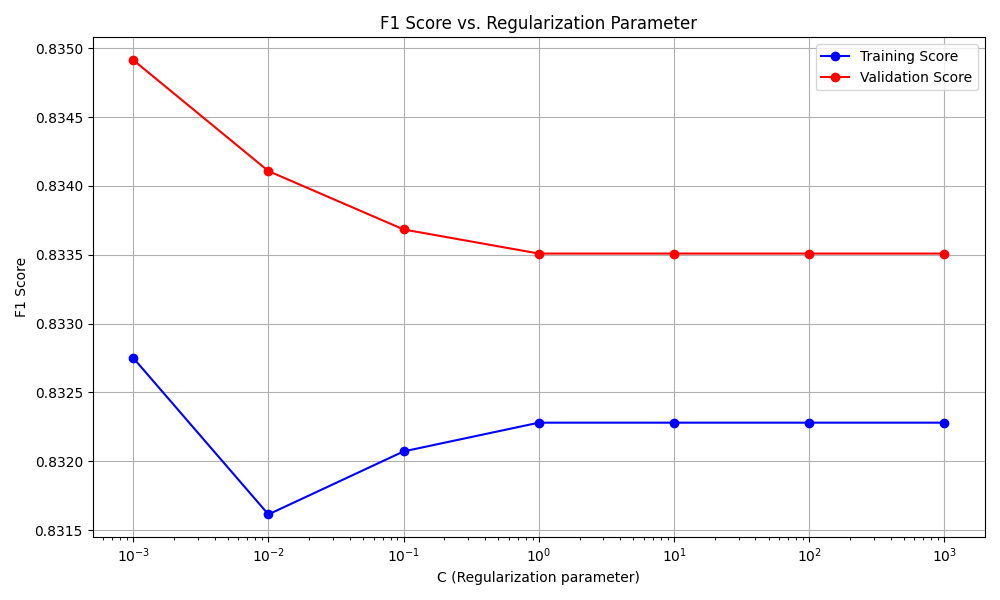 F1 Score vs. Regularization Parameter
Training Score
Validation Score
F1 Score
0.8350
0.8345
0.8340
0.8335
0.8330
0.8325
0.8320
0.8315
10⁻³ 10⁻² 10⁻¹ 10⁰ 10¹ 10² 10³
C (Regularization parameter)